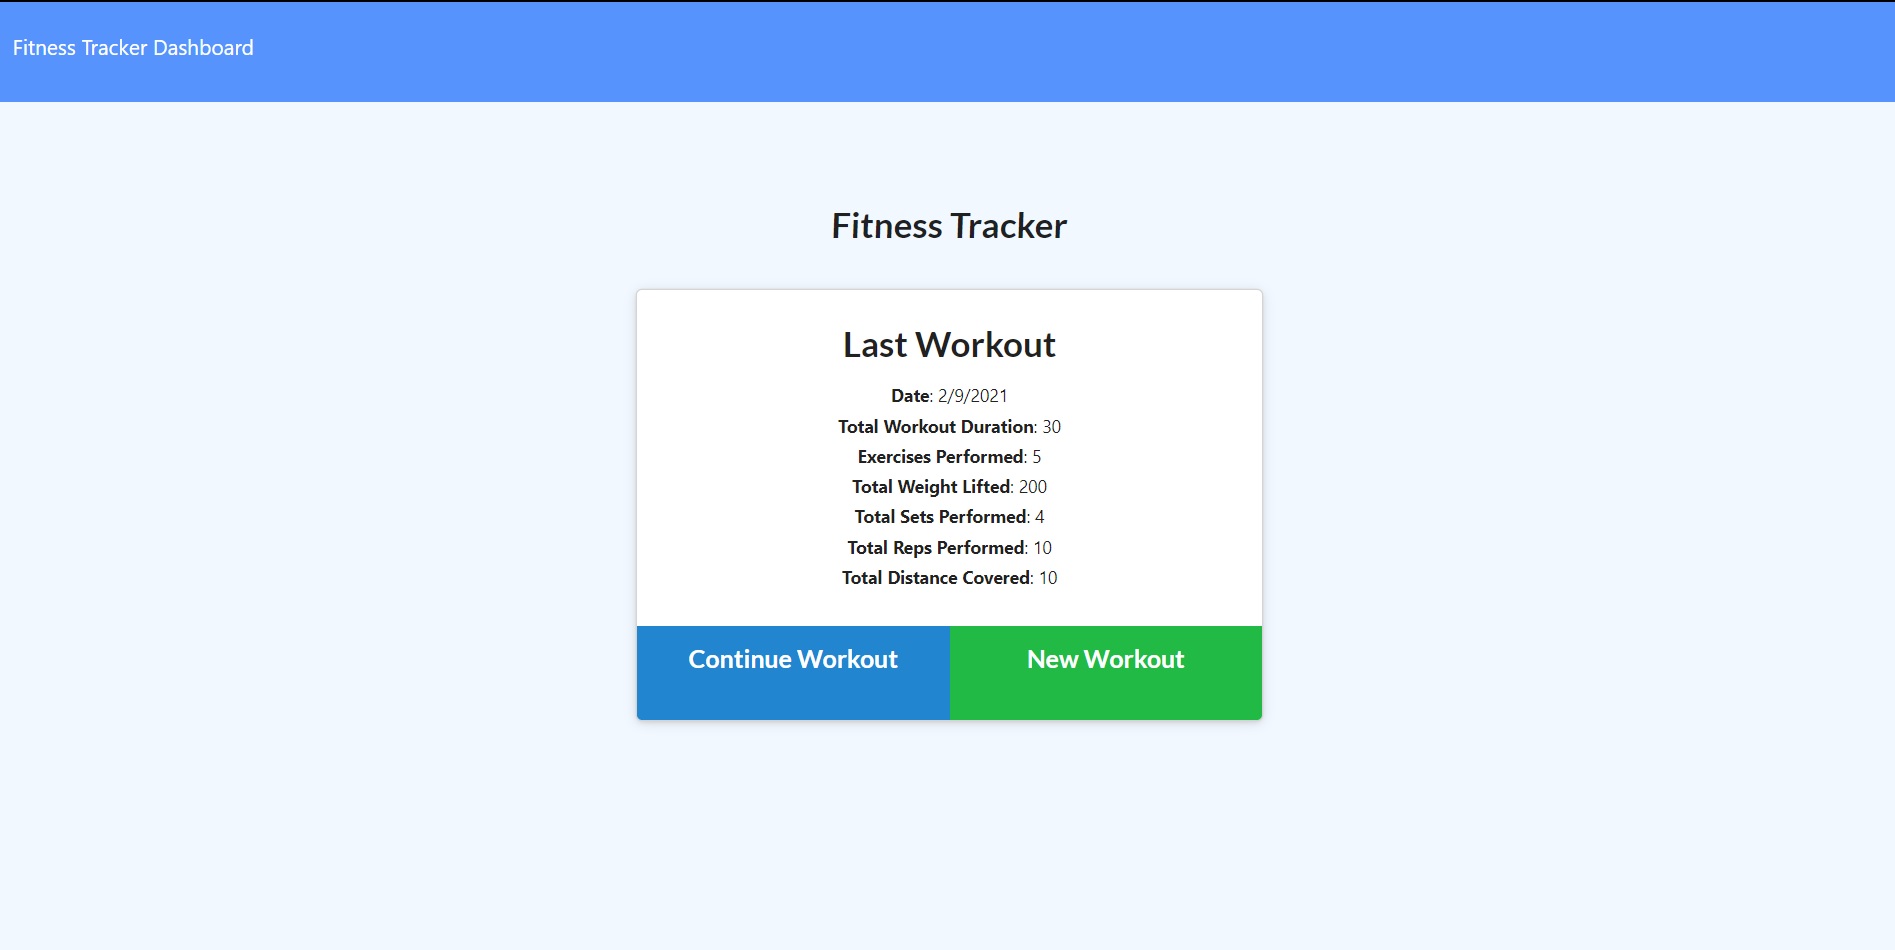 Fitness Tracker Dashboard
Fitness Tracker
Last Workout
Date: 2/9/2021
Total Workout Duration: 30
Exercises Performed: 5
Total Weight Lifted: 200
Total Sets Performed: 4
Total Reps Performed: 10
Total Distance Covered: 10
Continue Workout New Workout